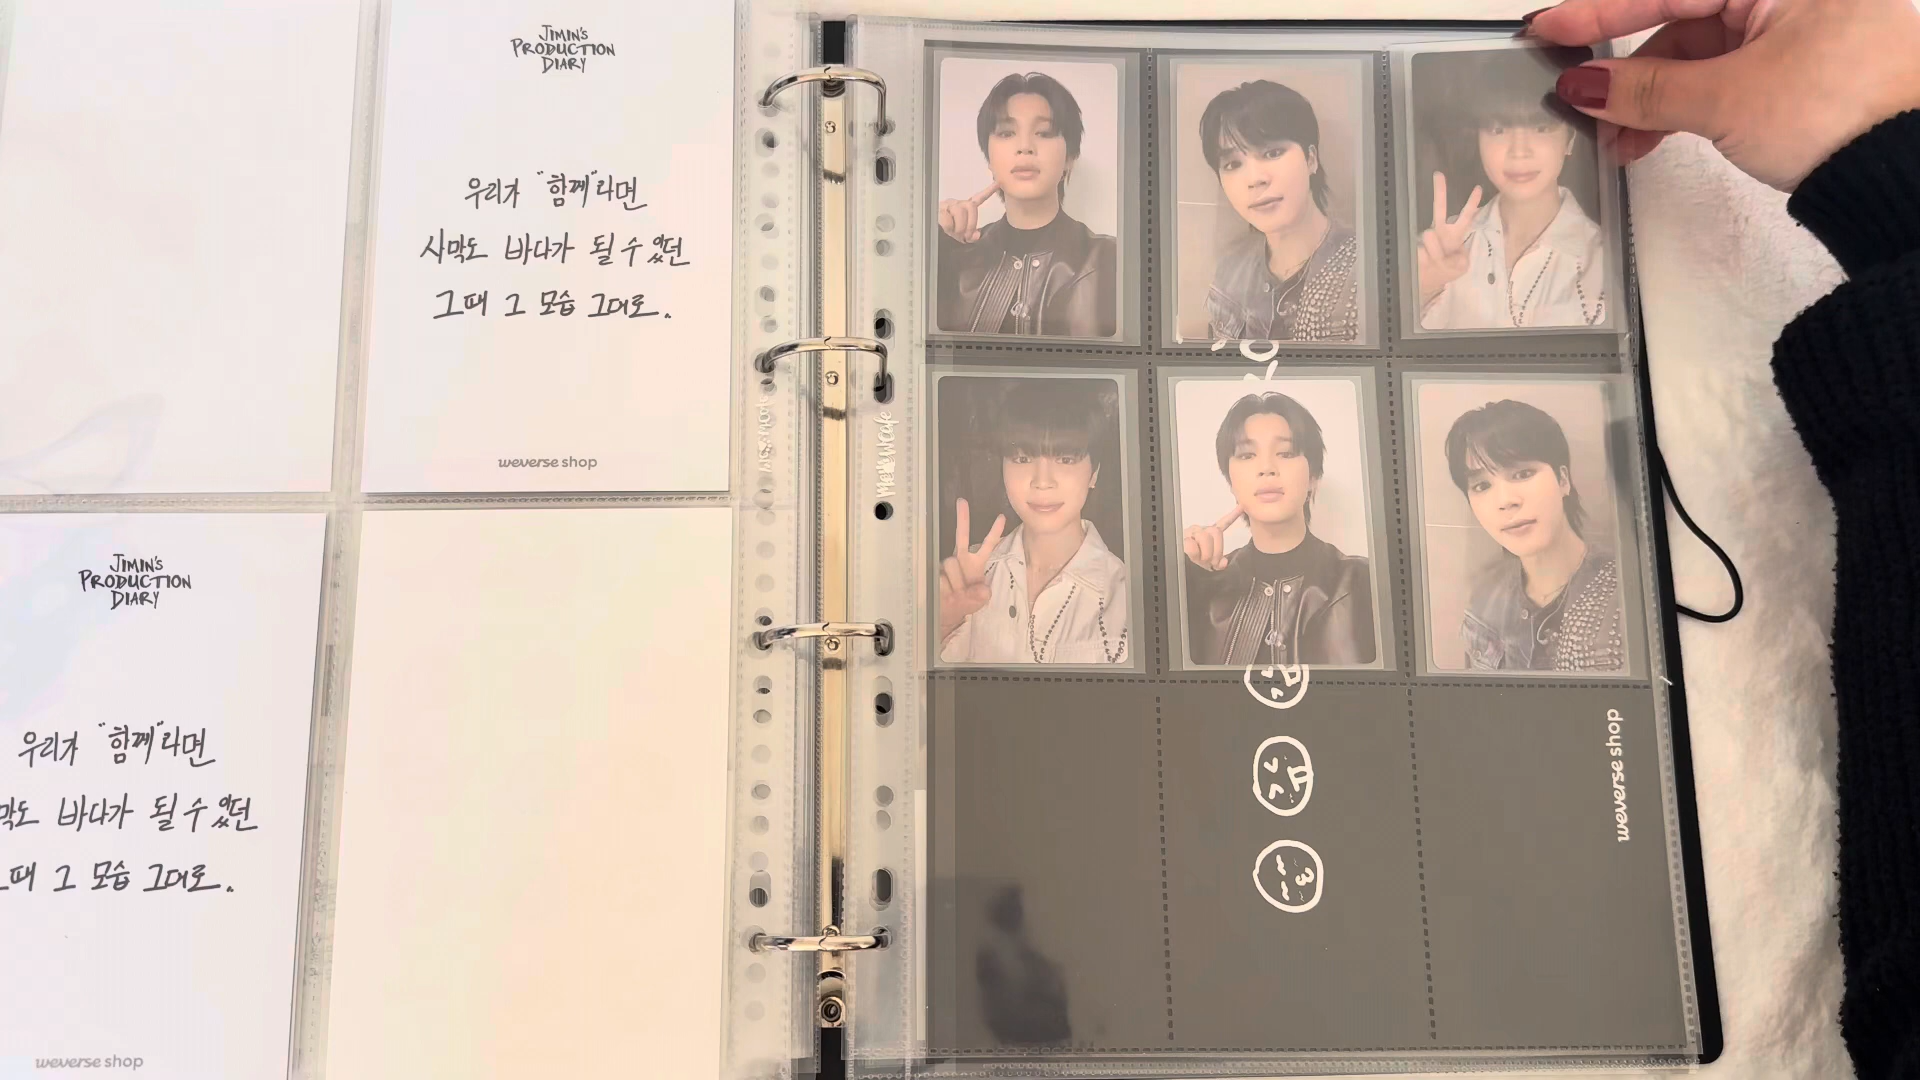 JIMIN'S
PRODUCTION
DIARY
우리가 "함께"라면
사막도 바다가 될 수 있던
그때 그 모습 그대로..
weverse shop
JIMIN'S
PRODUCTION
DIARY
우리가 "함께"라면
막도 바다가 될 수 있던
때 그 모습 그대로..
weverse shop
MellowCafe
weverse shop